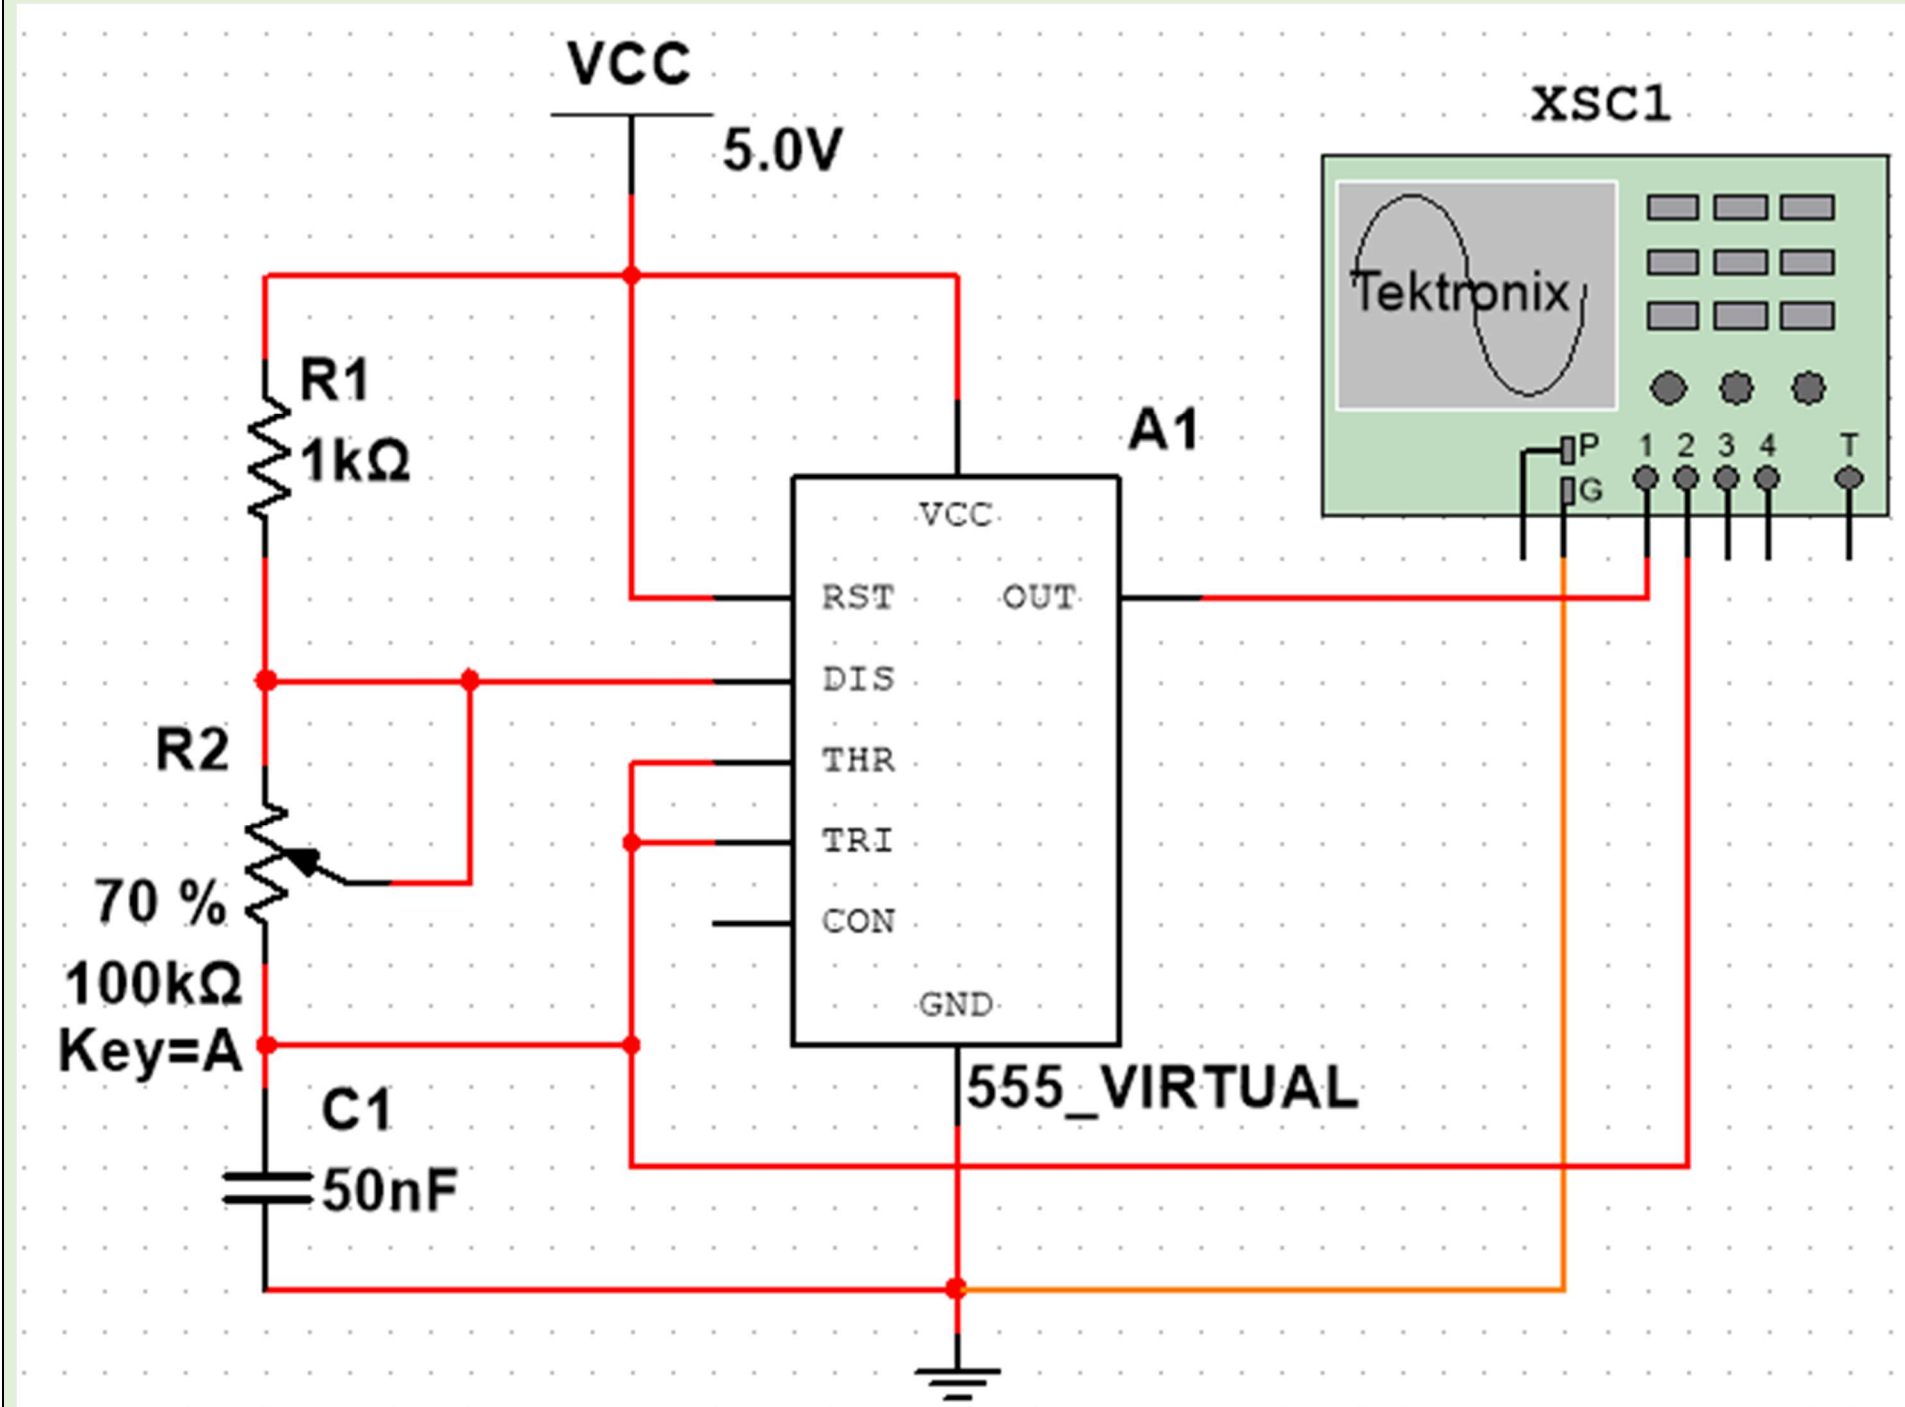 VCC
5.0V
XSC1
Tektronix
P
G
1 2 3 4 T
R1
1kΩ
A1
VCC
RST OUT
DIS
THR
TRI
CON
GND
R2
70 %
100kΩ
Key=A
555_VIRTUAL
C1
50nF